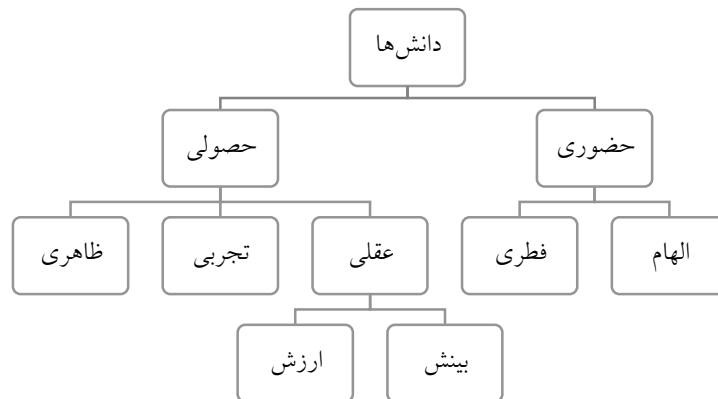 دانش‌ها
حضوری
حصولی
الهام
فطری
عقلی
تجربی
ظاهری
بینش
ارزش